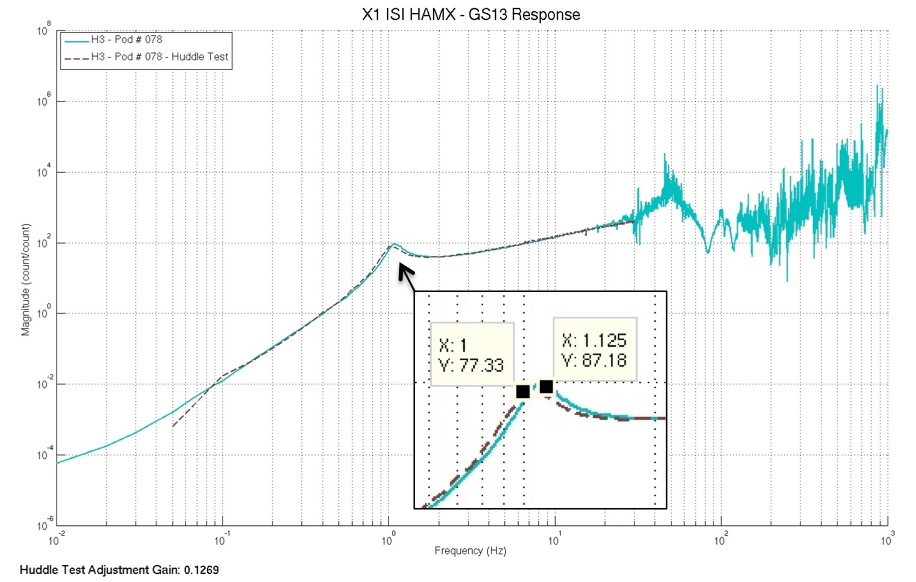 X1 ISI HAMX - GS13 Response
H3 - Pod # 078
H3 - Pod # 078 - Huddle Test
Magnitude (count/count)
10^8
10^6
10^4
10^2
10^0
10^-2
10^-4
10^-6
X: 1
Y: 77.33
X: 1.125
Y: 87.18
10^-2
10^-1
10^0
10^1
10^2
10^3
Frequency (Hz)
Huddle Test Adjustment Gain: 0.1269